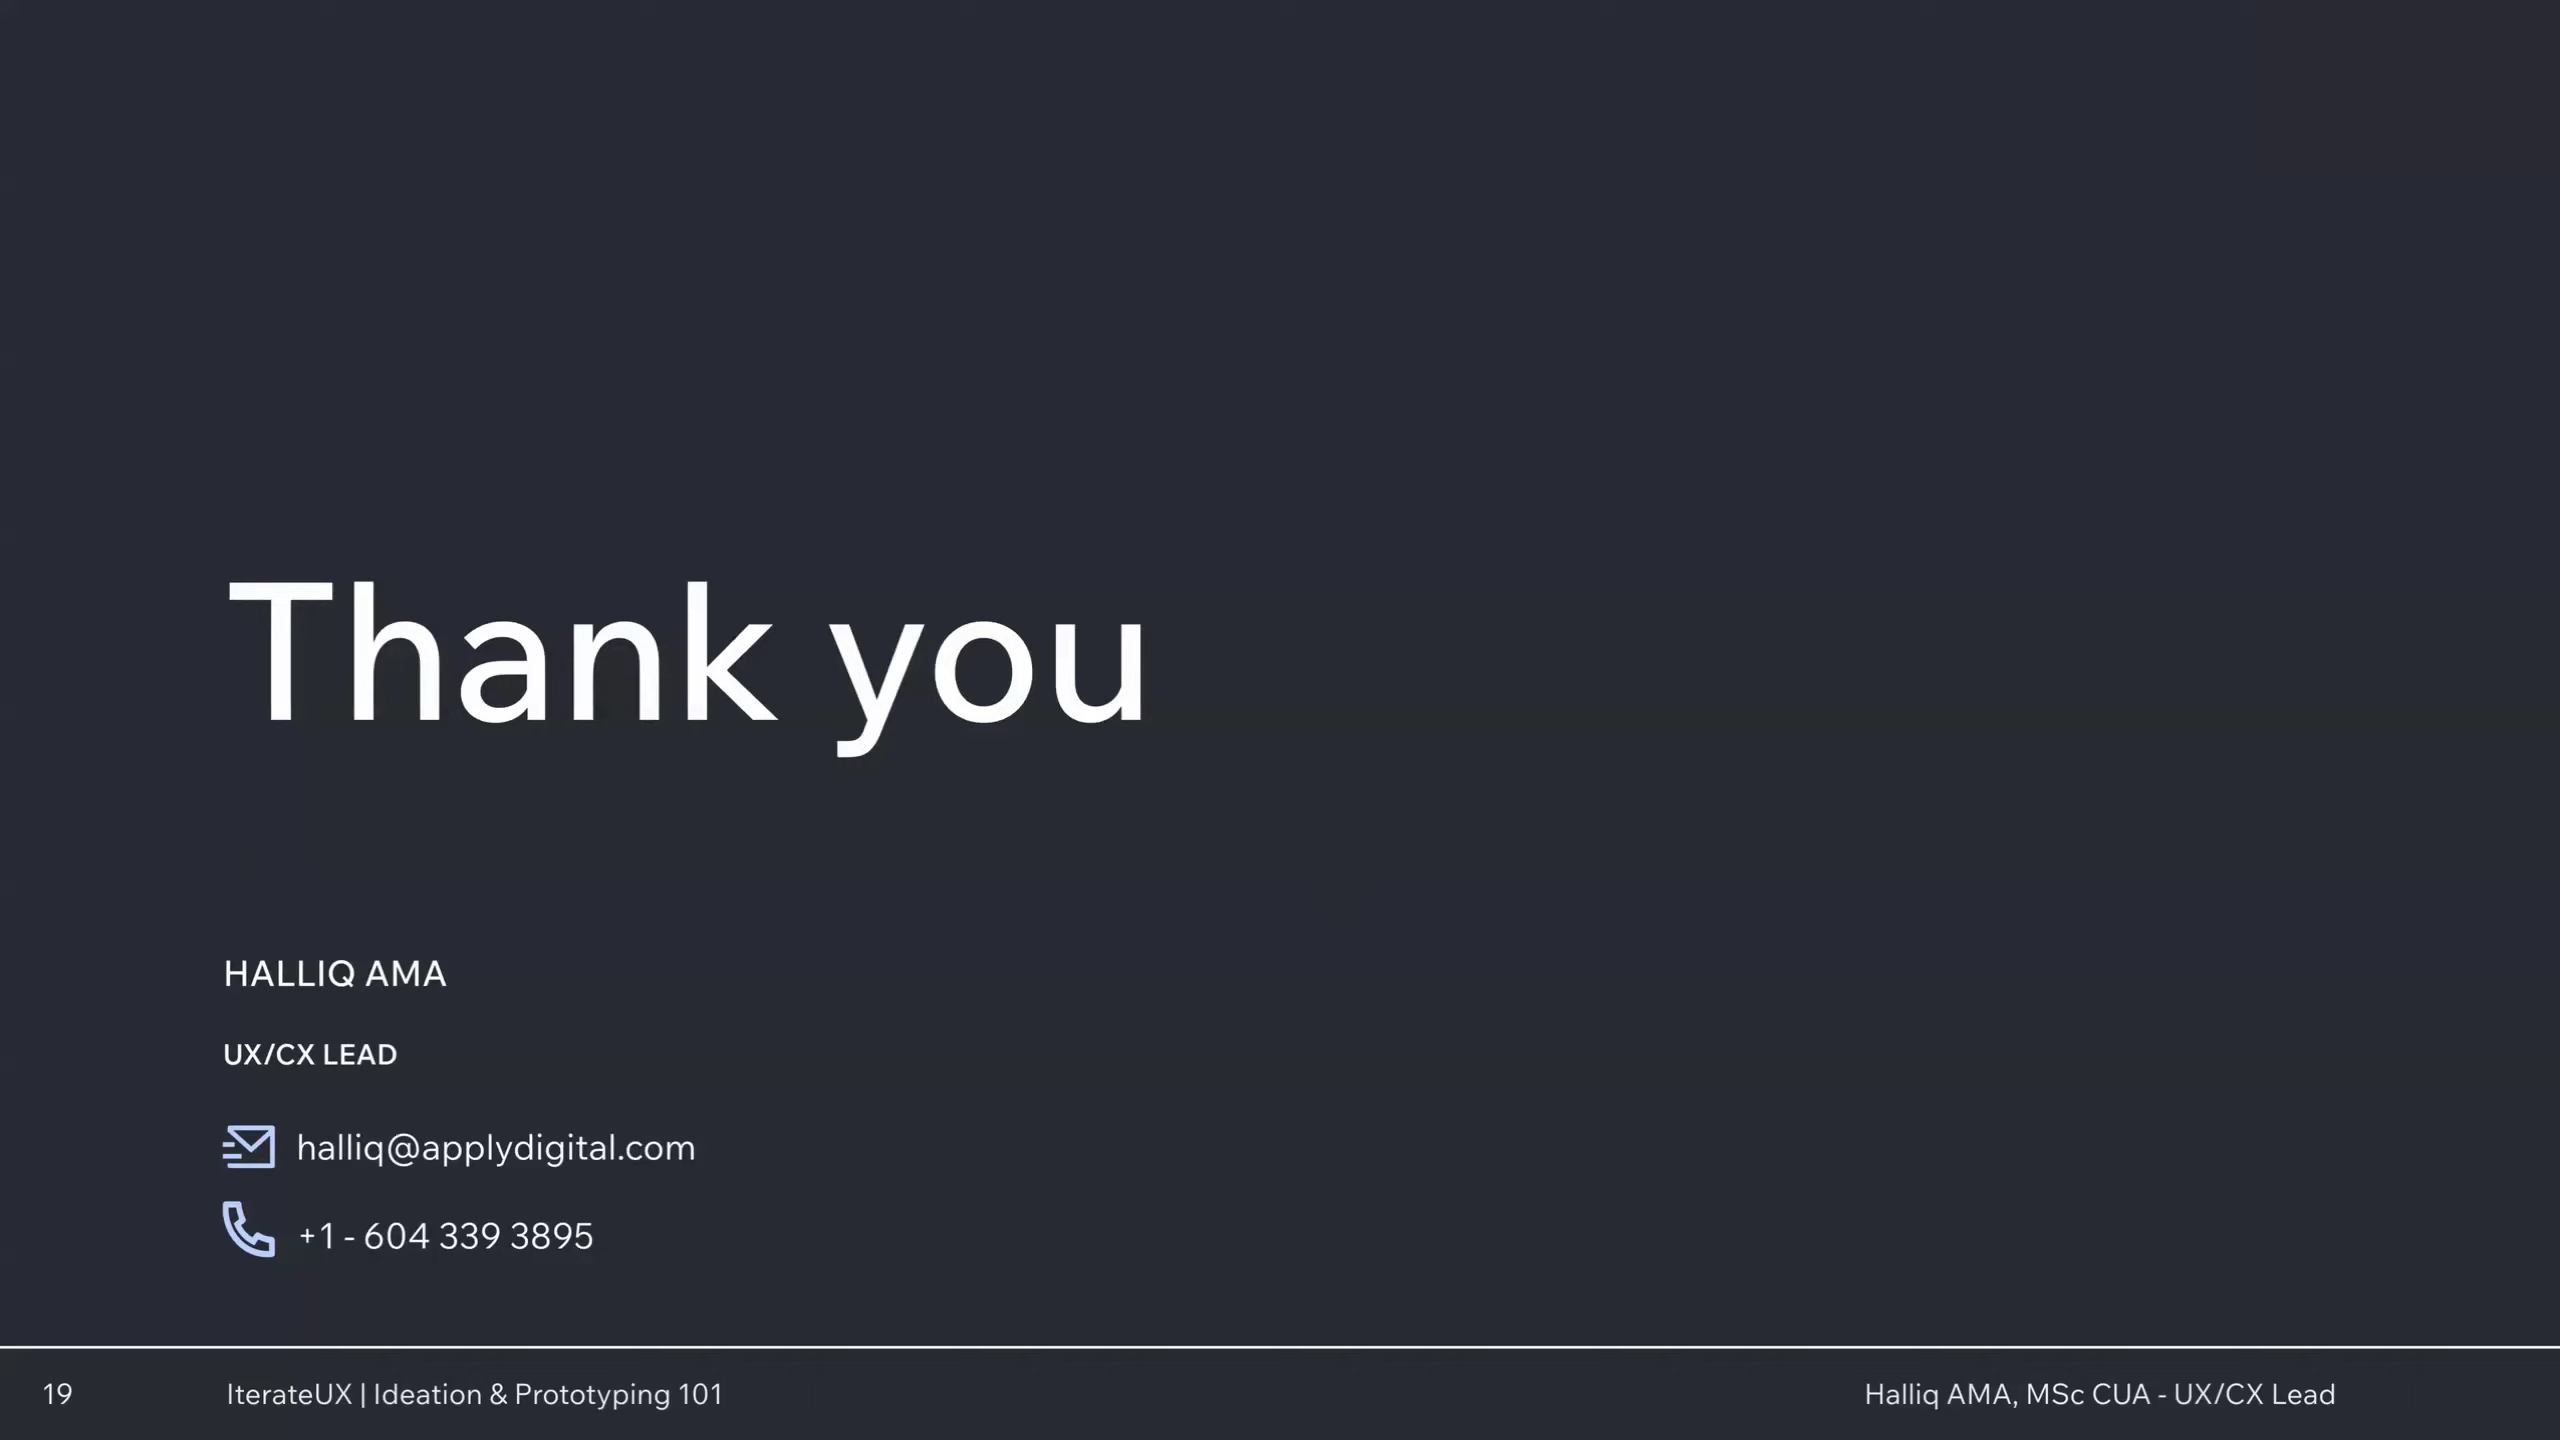 Thank you
HALLIQ AMA
UX/CX LEAD
halliq@applydigital.com
+1 - 604 339 3895
19
IterateUX | Ideation & Prototyping 101
Halliq AMA, MSc CUA - UX/CX Lead